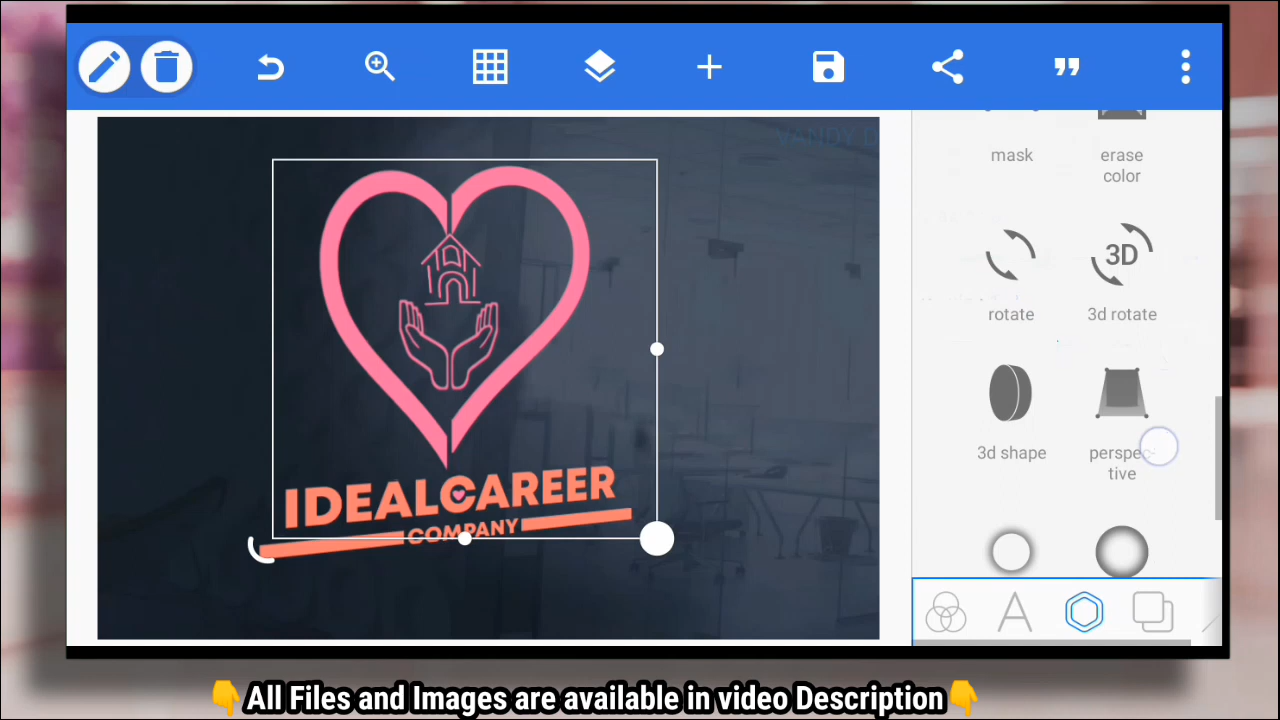 VANDY D
mask
erase
color
3D
rotate
3d rotate
3d shape
perspec-
tive
IDEALCAREER
COMPANY
A
👇All Files and Images are available in video Description👇